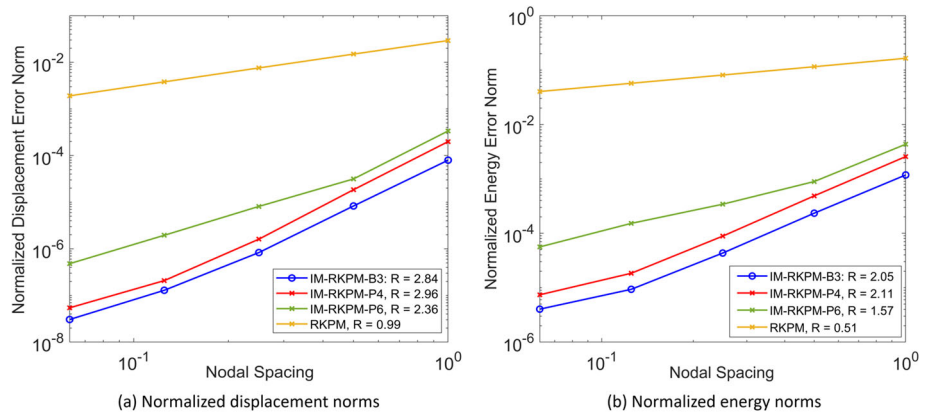 Normalized Displacement Error Norm
10^-2
10^-4
10^-6
10^-8
IM-RKPM-B3: R = 2.84
IM-RKPM-P4, R = 2.96
IM-RKPM-P6, R = 2.36
RKPM, R = 0.99
10^-1
10^0
Nodal Spacing
(a) Normalized displacement norms
Normalized Energy Error Norm
10^0
10^-2
10^-4
10^-6
IM-RKPM-B3: R = 2.05
IM-RKPM-P4, R = 2.11
IM-RKPM-P6, R = 1.57
RKPM, R = 0.51
10^-1
10^0
Nodal Spacing
(b) Normalized energy norms